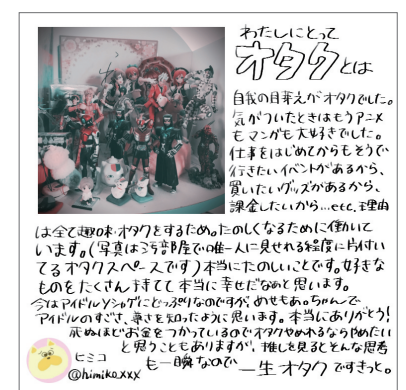 わたしにとって
オタクとは
自我の目芽えがオタクでした。
気がついたときはもうアニメ
もマンガも大好きでした。
仕事をはじめてからもそうで
行きたいイベントがあるから、
買いたいグッズがあるから、
課金したいから…etc. 理由
は全て趣味、オタクをするため。たのしくなるために働いて
います。(写真は汚部屋で唯一人に見せれる程度に片付い
てるオタクスペースです)本当にたのしいことです。好きな
ものをたくさん持てて本当に幸せだなぁと思います。
今はアイドルソシャゲにどっぷりなのですが、めせもあ。ちゃんで
アイドルのすごさ、尊さを知ったように思います。本当にありがとう!
死ぬほどお金をつかっているのでオタクやめれるならやめたい
と思うこともありますが、推しを見るとそんな思考
も一瞬なので
一生オタクですきっと。
ヒミコ
@himiko_xxx